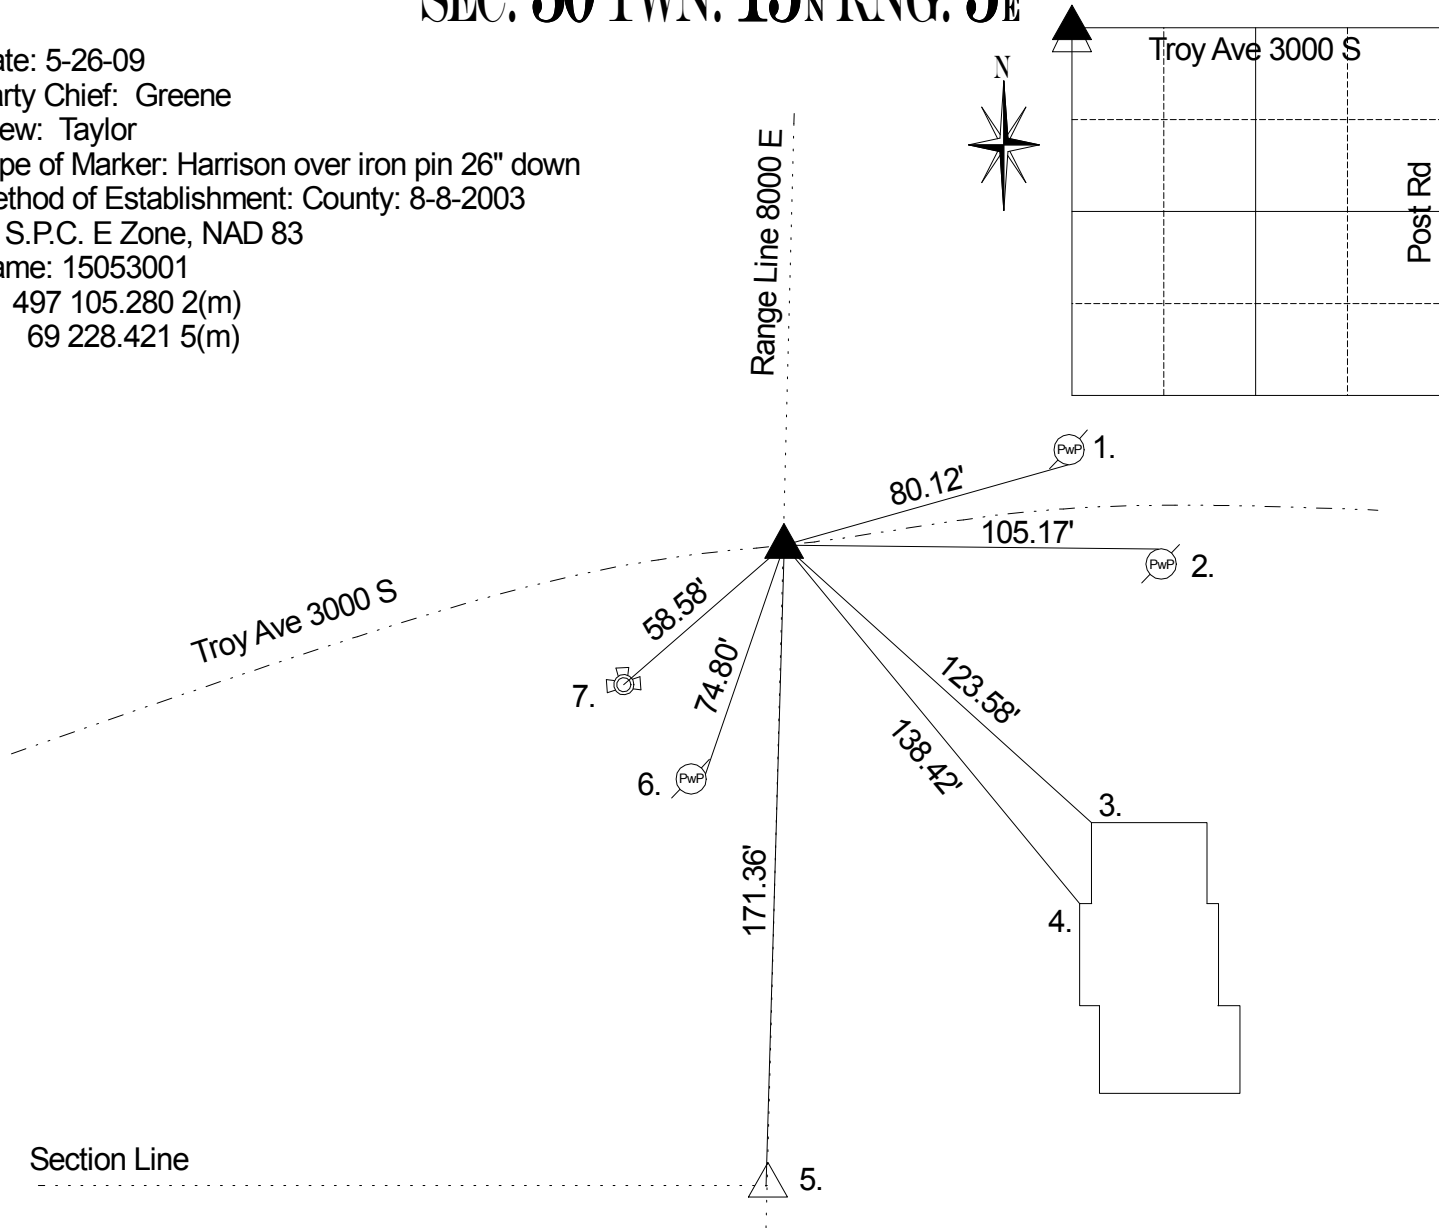 SEC. 30 TWN. 15N RNG. 5E
ate: 5-26-09
arty Chief: Greene
ew: Taylor
pe of Marker: Harrison over iron pin 26" down
ethod of Establishment: County: 8-8-2003
S.P.C. E Zone, NAD 83
ame: 15053001
497 105.280 2(m)
69 228.421 5(m)
N
Troy Ave 3000 S
Post Rd
Range Line 8000 E
PwP 1.
80.12'
105.17'
PwP 2.
Troy Ave 3000 S
58.58'
74.80'
7.
PwP
6.
123.58'
138.42'
3.
4.
171.36'
Section Line
5.